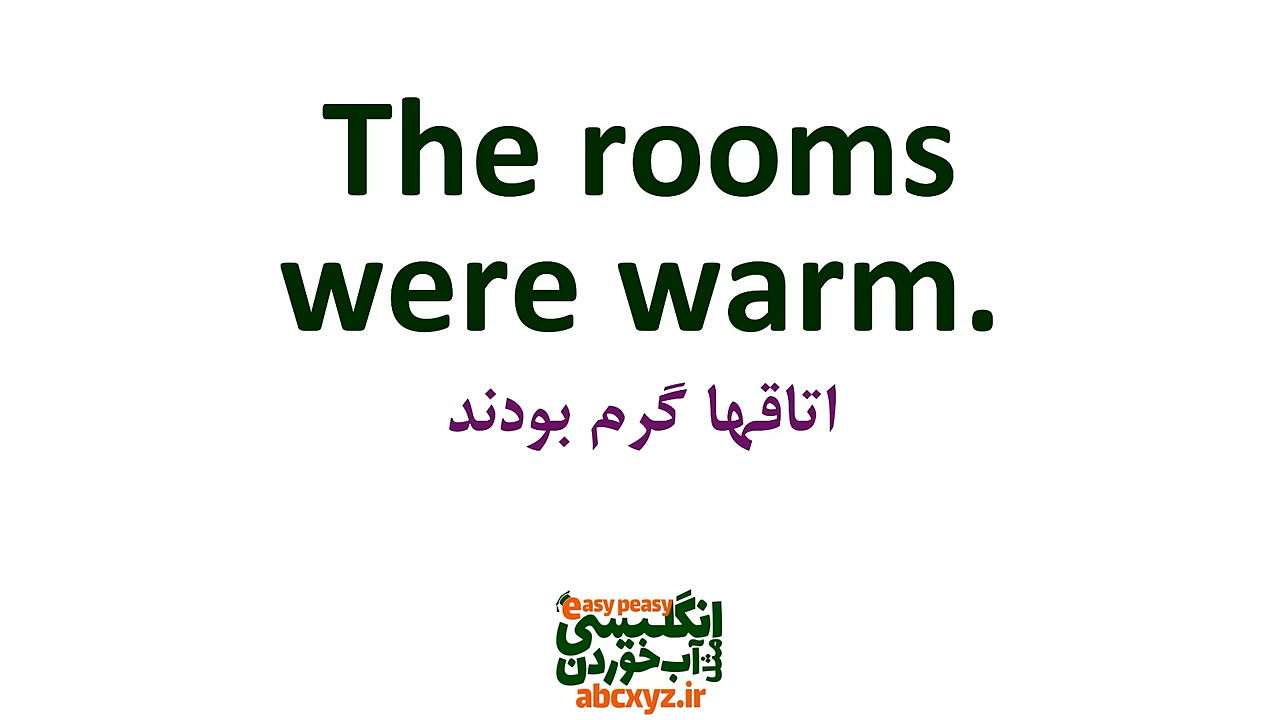 The rooms
were warm.
اتاقها گرم بودند
easy peasy
انگلیسی
مثل آب خوردن
abcxyz.ir